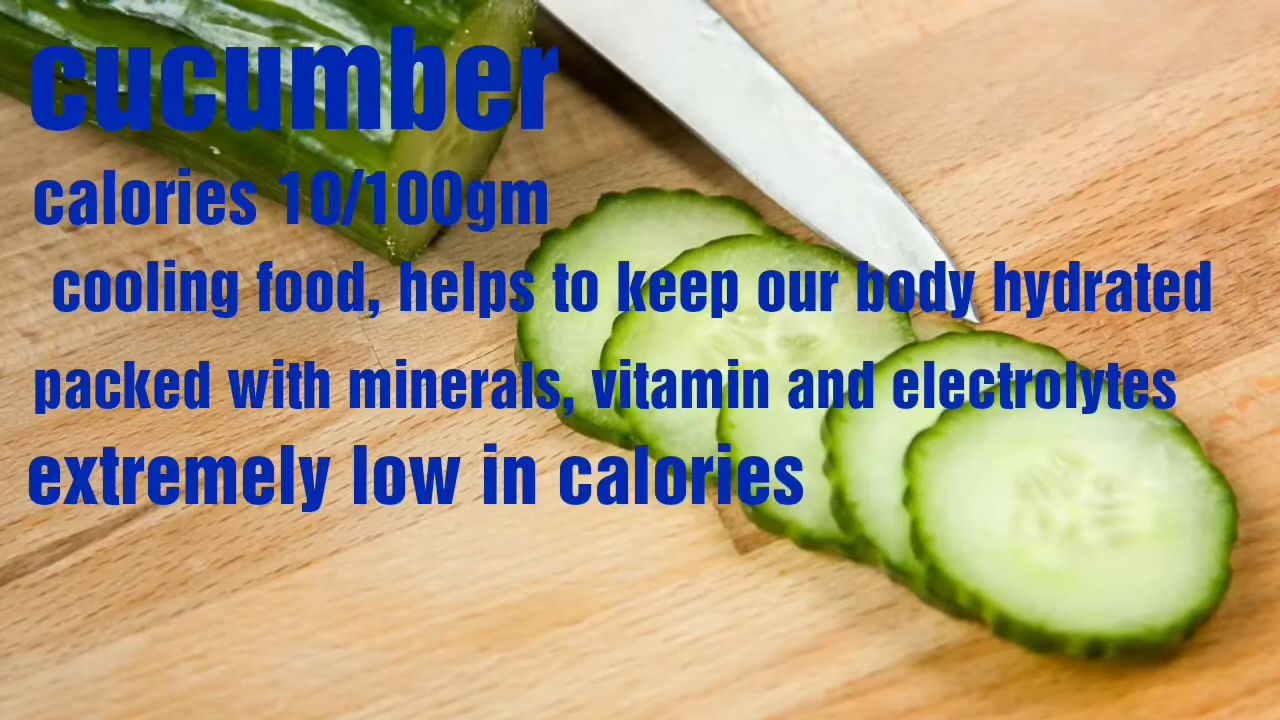 cucumber
calories 10/100gm
cooling food, helps to keep our body hydrated
packed with minerals, vitamin and electrolytes
extremely low in calories